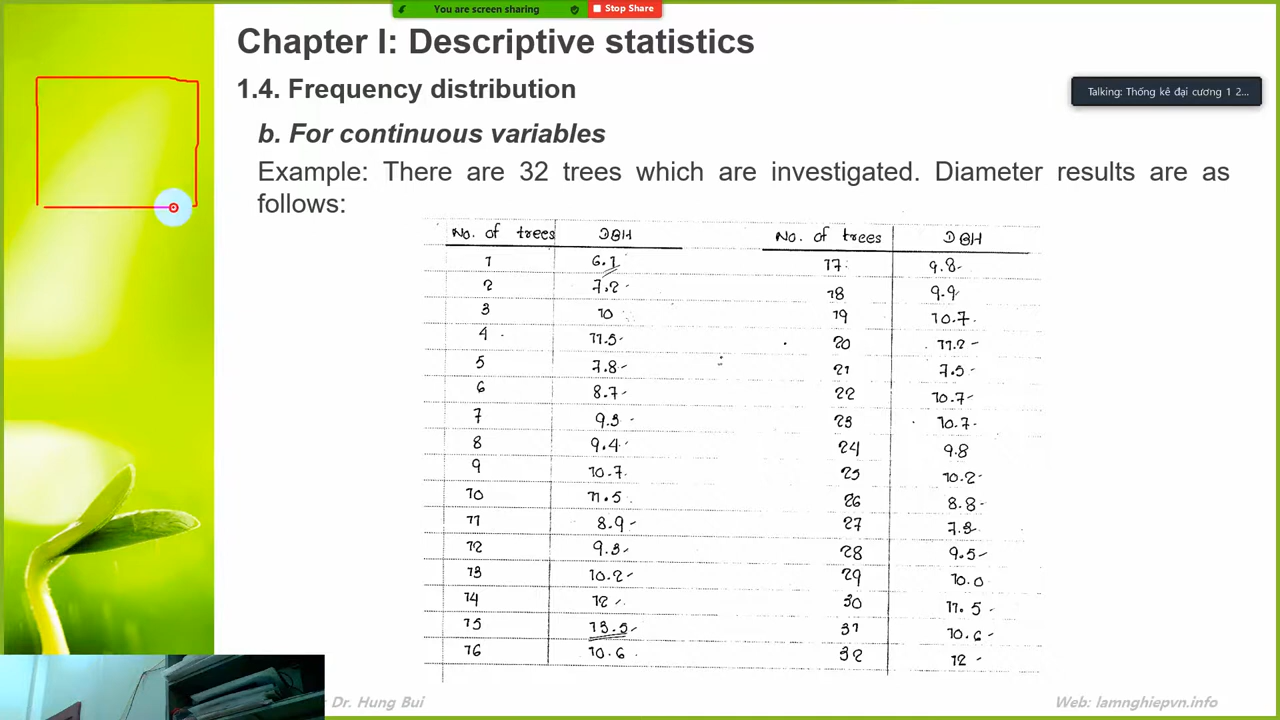 You are screen sharing
Stop Share
Chapter I: Descriptive statistics
1.4. Frequency distribution
Talking: Thống kê đại cương 1 2...
b. For continuous variables
Example: There are 32 trees which are investigated. Diameter results are as
follows:
No. of trees DBH No. of trees DBH
1 6.1 17 9.8
2 7.2 18 9.9
3 10 19 10.7
4 11.5 20 11.2
5 7.8 21 7.5
6 8.7 22 10.7
7 9.3 23 10.7
8 9.4 24 9.8
9 10.7 25 10.2
10 11.5 26 8.8
11 8.9 27 7.3
12 9.3 28 9.5
13 10.2 29 10.0
14 12 30 11.5
15 13.5 31 10.6
16 10.6 32 12
Dr. Hung Bui
Web: lamnghiepvn.info